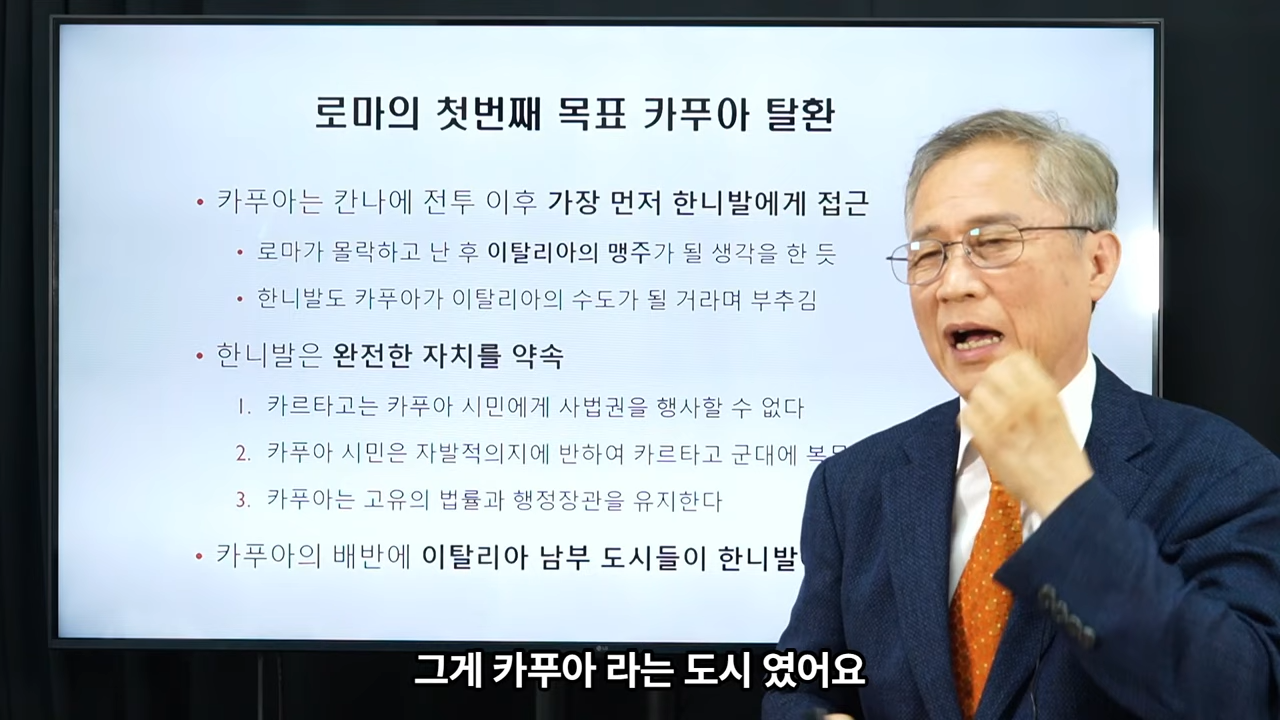 로마의 첫번째 목표 카푸아 탈환
• 카푸아는 칸나에 전투 이후 가장 먼저 한니발에게 접근
• 로마가 몰락하고 난 후 이탈리아의 맹주가 될 생각을 한 듯
• 한니발도 카푸아가 이탈리아의 수도가 될 거라며 부추김
• 한니발은 완전한 자치를 약속
1. 카르타고는 카푸아 시민에게 사법권을 행사할 수 없다
2. 카푸아 시민은 자발적의지에 반하여 카르타고 군대에
3. 카푸아는 고유의 법률과 행정장관을 유지한다
• 카푸아의 배반에 이탈리아 남부 도시들이
그게 카푸아 라는 도시 였어요